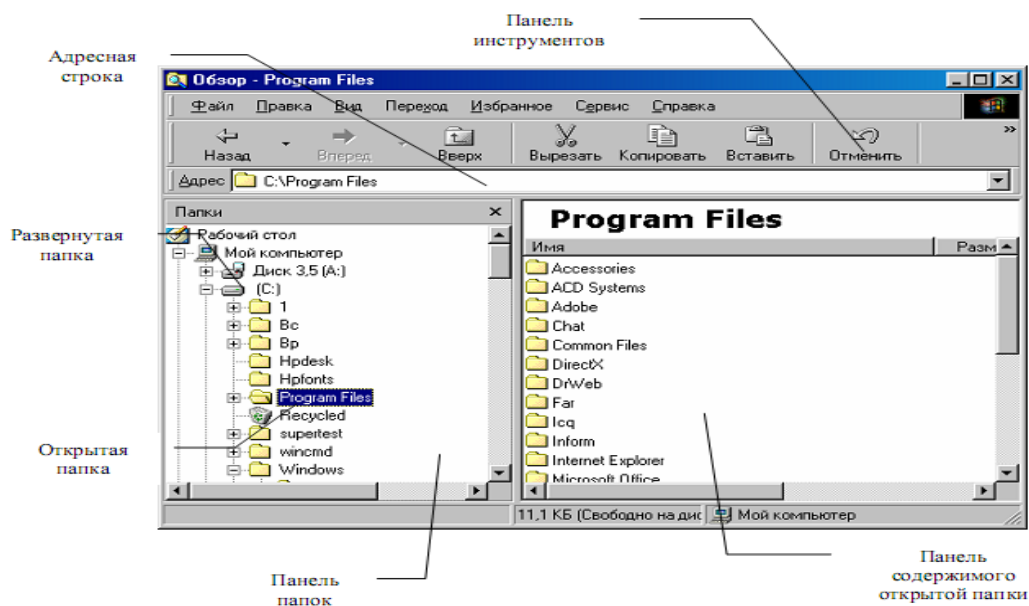 Панель
инструментов
Адресная
строка
Обзор - Program Files
Файл Правка Вид Переход Избранное Сервис Справка
Назад Вперед Вверх Вырезать Копировать Вставить Отменить »
Адрес C:\Program Files
Папки
Program Files
Имя Разм
Развернутая
папка
Рабочий стол
Мой компьютер
Диск 3,5 (A:)
(C:)
1
Bc
Bp
Hpdesk
Hpfonts
Program Files
Recycled
supertest
wincmd
Windows
Accessories
ACD Systems
Adobe
Chat
Common Files
DirectX
DrWeb
Far
Icq
Inform
Internet Explorer
Microsoft Office
Открытая
папка
11,1 КБ (Свободно на дис Мой компьютер
Панель
папок
Панель
содержимого
открытой папки